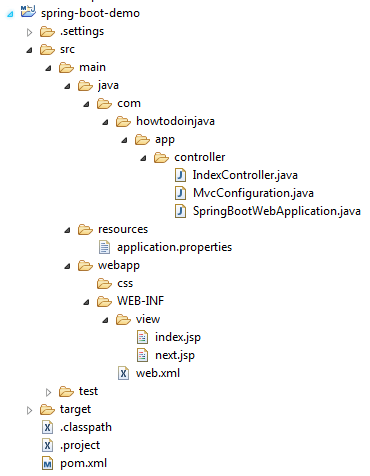 spring-boot-demo
.settings
src
main
java
com
howtodoinjava
app
controller
IndexController.java
MvcConfiguration.java
SpringBootWebApplication.java
resources
application.properties
webapp
css
WEB-INF
view
index.jsp
next.jsp
web.xml
test
target
.classpath
.project
pom.xml